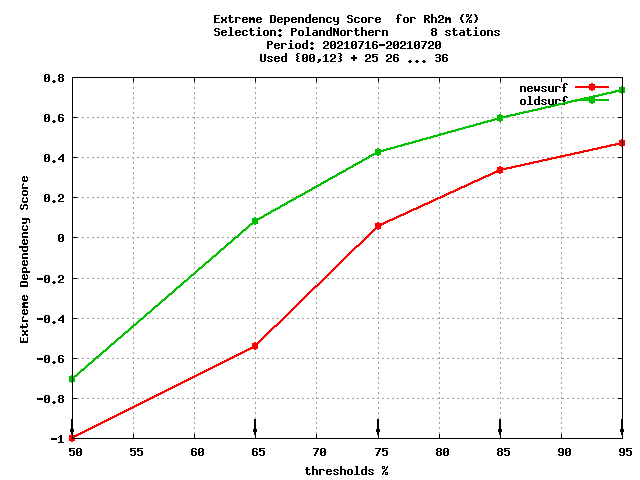 Extreme Dependency Score  for Rh2m (%)
Selection: PolandNorthern      8 stations
Period: 20210716-20210720
Used {00,12} + 25 26 ... 36
newsurf
oldsurf
Extreme Dependency Score
0.8
0.6
0.4
0.2
0
-0.2
-0.4
-0.6
-0.8
-1
50 55 60 65 70 75 80 85 90 95
thresholds %